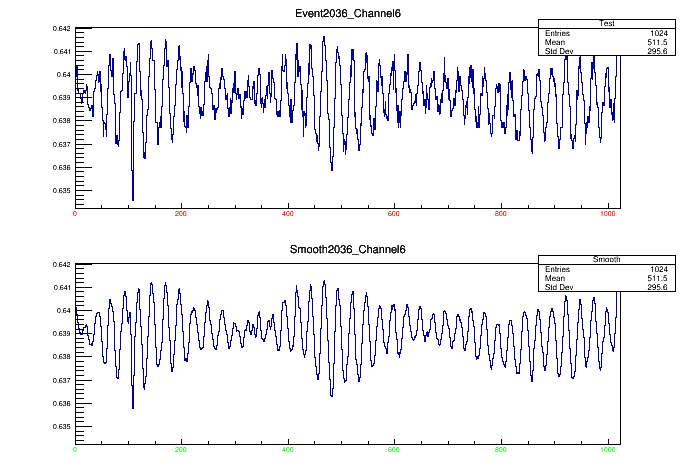 Event2036_Channel6
Test
Entries 1024
Mean 511.5
Std Dev 295.6
0.642
0.641
0.64
0.639
0.638
0.637
0.636
0.635
0 200 400 600 800 1000
Smooth2036_Channel6
Smooth
Entries 1024
Mean 511.5
Std Dev 295.6
0.642
0.641
0.64
0.639
0.638
0.637
0.636
0.635
0 200 400 600 800 1000